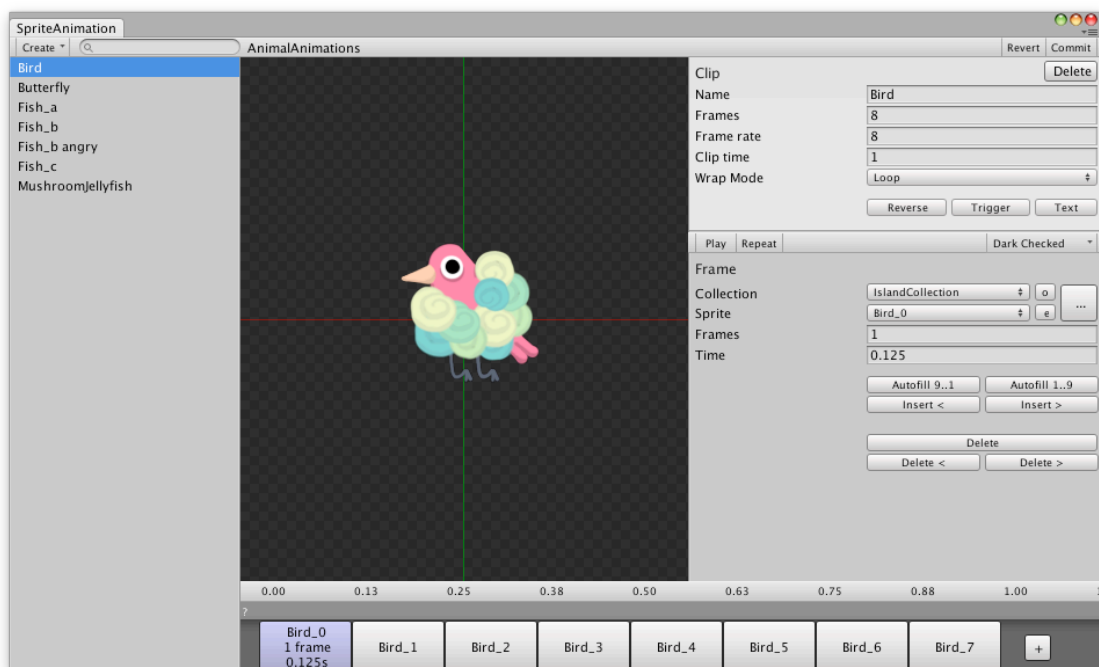 SpriteAnimation
Create
AnimalAnimations
Revert
Commit
Bird
Butterfly
Fish_a
Fish_b
Fish_b angry
Fish_c
MushroomJellyfish
Clip
Delete
Name
Bird
Frames
8
Frame rate
8
Clip time
1
Wrap Mode
Loop
Reverse
Trigger
Text
Play
Repeat
Dark Checked
Frame
Collection
IslandCollection
o
...
Sprite
Bird_0
e
Frames
1
Time
0.125
Autofill 9..1
Autofill 1..9
Insert <
Insert >
Delete
Delete <
Delete >
0.00 0.13 0.25 0.38 0.50 0.63 0.75 0.88 1.00
?
Bird_0
1 frame
0.125s
Bird_1
Bird_2
Bird_3
Bird_4
Bird_5
Bird_6
Bird_7
+